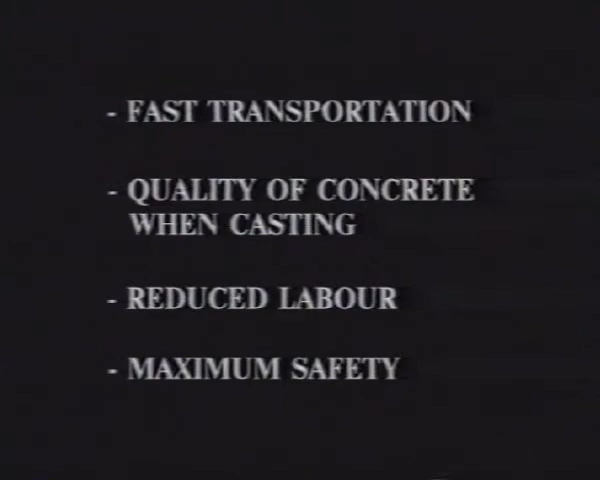 - FAST TRANSPORTATION
- QUALITY OF CONCRETE
WHEN CASTING
- REDUCED LABOUR
- MAXIMUM SAFETY